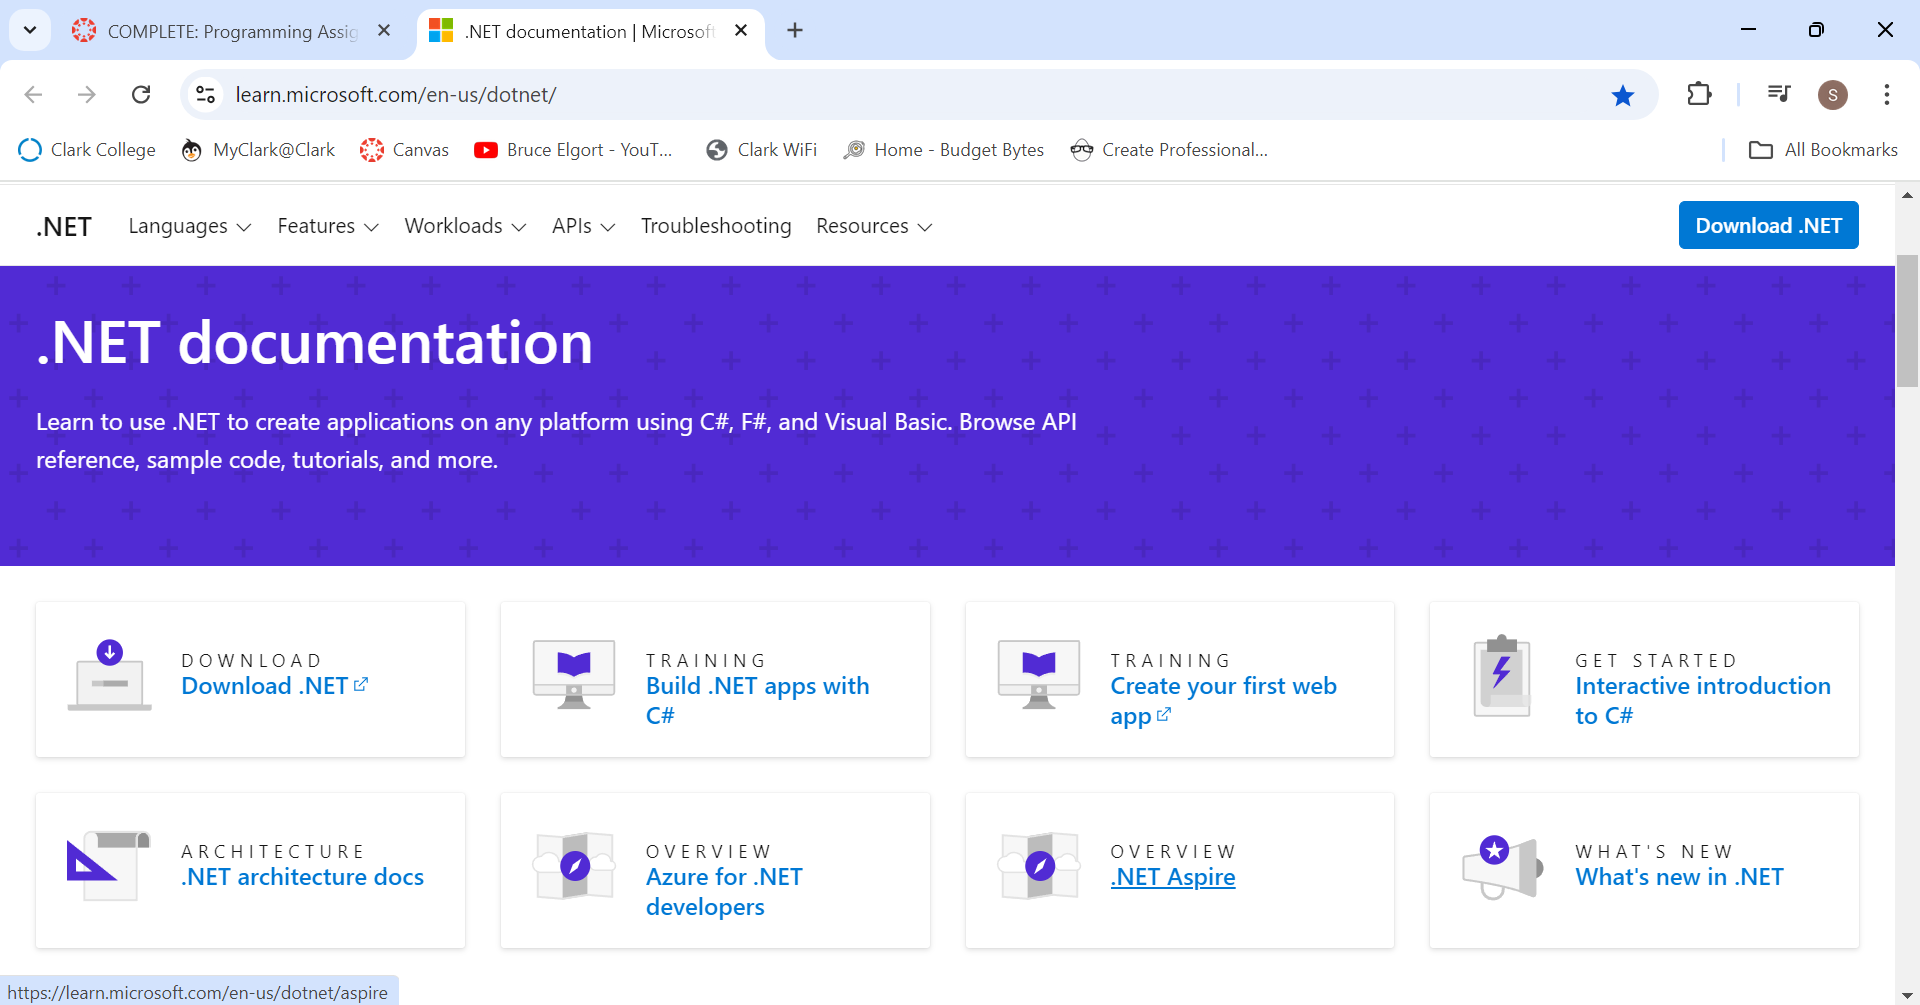 COMPLETE: Programming Assig
.NET documentation | Microsoft
learn.microsoft.com/en-us/dotnet/
S
Clark College
MyClark@Clark
Canvas
Bruce Elgort - YouT...
Clark WiFi
Home - Budget Bytes
Create Professional...
All Bookmarks
.NET
Languages
Features
Workloads
APIs
Troubleshooting
Resources
Download .NET
.NET documentation
Learn to use .NET to create applications on any platform using C#, F#, and Visual Basic. Browse API
reference, sample code, tutorials, and more.
DOWNLOAD
Download .NET
TRAINING
Build .NET apps with
C#
TRAINING
Create your first web
app
GET STARTED
Interactive introduction
to C#
ARCHITECTURE
.NET architecture docs
OVERVIEW
Azure for .NET
developers
OVERVIEW
.NET Aspire
WHAT'S NEW
What's new in .NET
https://learn.microsoft.com/en-us/dotnet/aspire